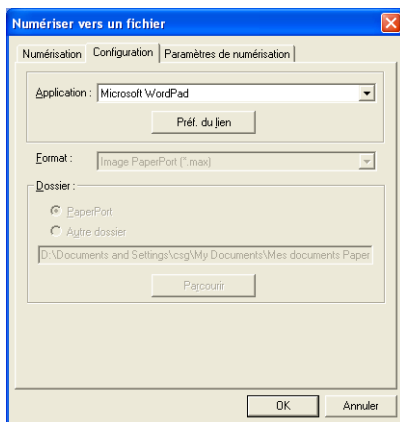 Numériser vers un fichier
Numérisation Configuration Paramètres de numérisation
Application : Microsoft WordPad
Préf. du lien
Format : Image PaperPort (*.max)
Dossier :
PaperPort
Autre dossier
D:\Documents and Settings\csg\My Documents\Mes documents Paper
Parcourir
OK Annuler